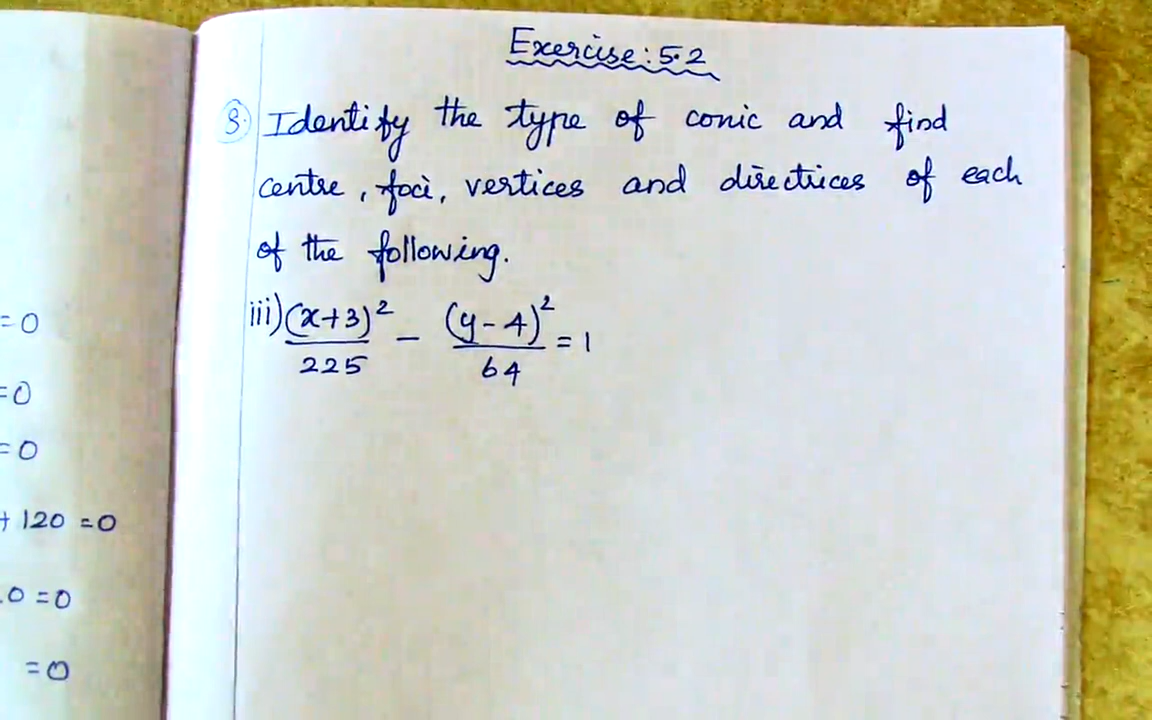 Exercise: 5.2
8. Identify the type of conic and find
centre, foci, vertices and directrices of each
of the following.
iii) (x+3)²/225 - (y-4)²/64 = 1
=0
=0
=0
+ 120 =0
0 =0
=0